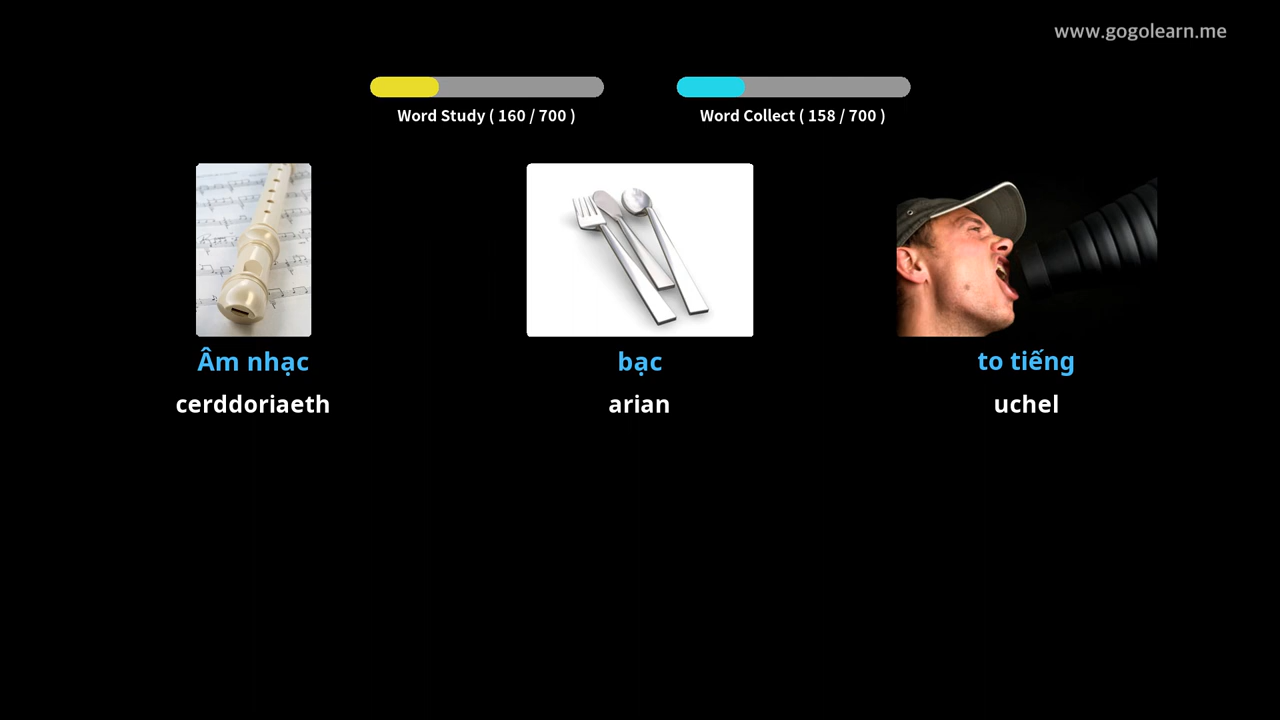 www.gogolearn.me
Word Study ( 160 / 700 )
Word Collect ( 158 / 700 )
Âm nhạc
cerddoriaeth
bạc
arian
to tiếng
uchel